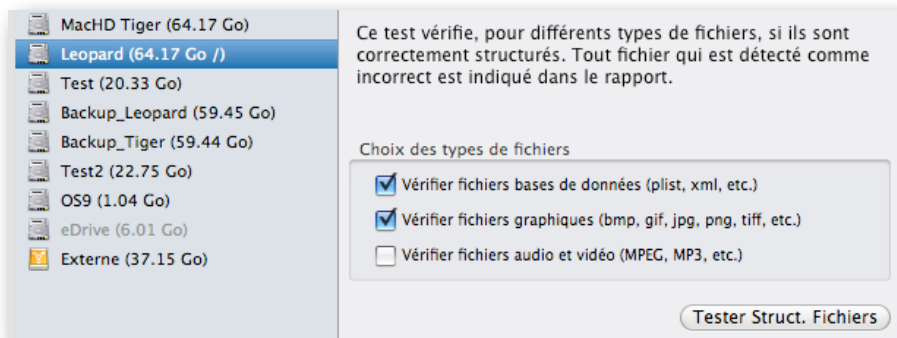 MacHD Tiger (64.17 Go)
Leopard (64.17 Go /)
Test (20.33 Go)
Backup_Leopard (59.45 Go)
Backup_Tiger (59.44 Go)
Test2 (22.75 Go)
OS9 (1.04 Go)
eDrive (6.01 Go)
Externe (37.15 Go)
Ce test vérifie, pour différents types de fichiers, si ils sont
correctement structurés. Tout fichier qui est détecté comme
incorrect est indiqué dans le rapport.
Choix des types de fichiers
Vérifier fichiers bases de données (plist, xml, etc.)
Vérifier fichiers graphiques (bmp, gif, jpg, png, tiff, etc.)
Vérifier fichiers audio et vidéo (MPEG, MP3, etc.)
Tester Struct. Fichiers